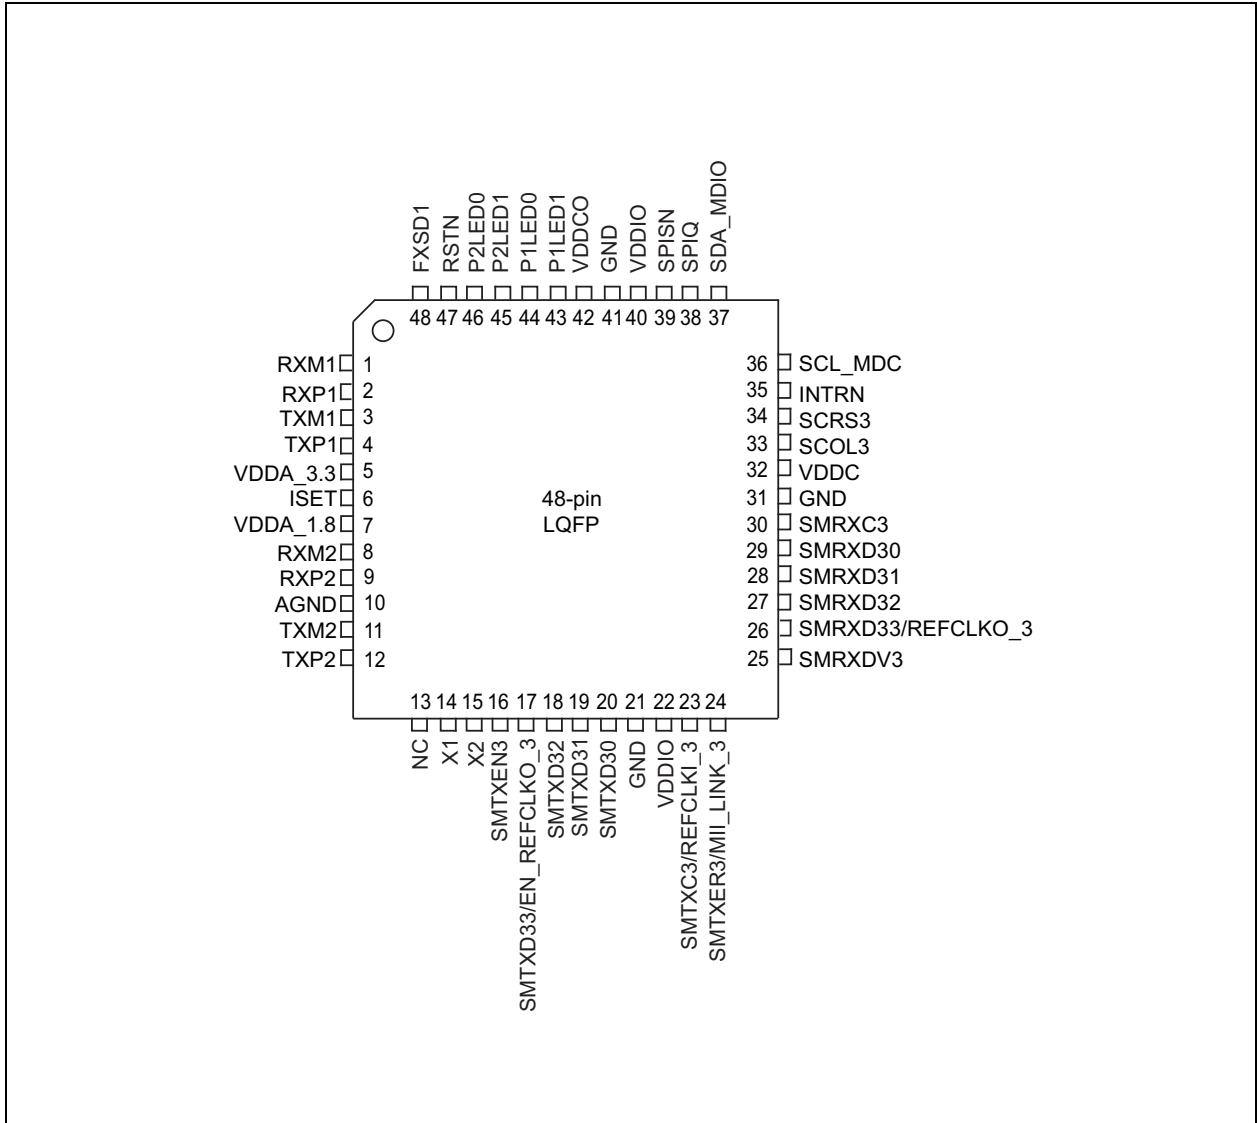 FXSD1
RSTN
P2LED0
P2LED1
P1LED0
P1LED1
VDDCO
GND
VDDIO
SPISN
SPIQ
SDA_MDIO
48 47 46 45 44 43 42 41 40 39 38 37
RXM1 1
RXP1 2
TXM1 3
TXP1 4
VDDA_3.3 5
ISET 6
VDDA_1.8 7
RXM2 8
RXP2 9
AGND 10
TXM2 11
TXP2 12
48-pin
LQFP
36 SCL_MDC
35 INTRN
34 SCRS3
33 SCOL3
32 VDDC
31 GND
30 SMRXC3
29 SMRXD30
28 SMRXD31
27 SMRXD32
26 SMRXD33/REFCLKO_3
25 SMRXDV3
13 14 15 16 17 18 19 20 21 22 23 24
NC
X1
X2
SMTXEN3
SMTXD33/EN_REFCLKO_3
SMTXD32
SMTXD31
SMTXD30
GND
VDDIO
SMTXC3/REFCLKI_3
SMTXER3/MII_LINK_3